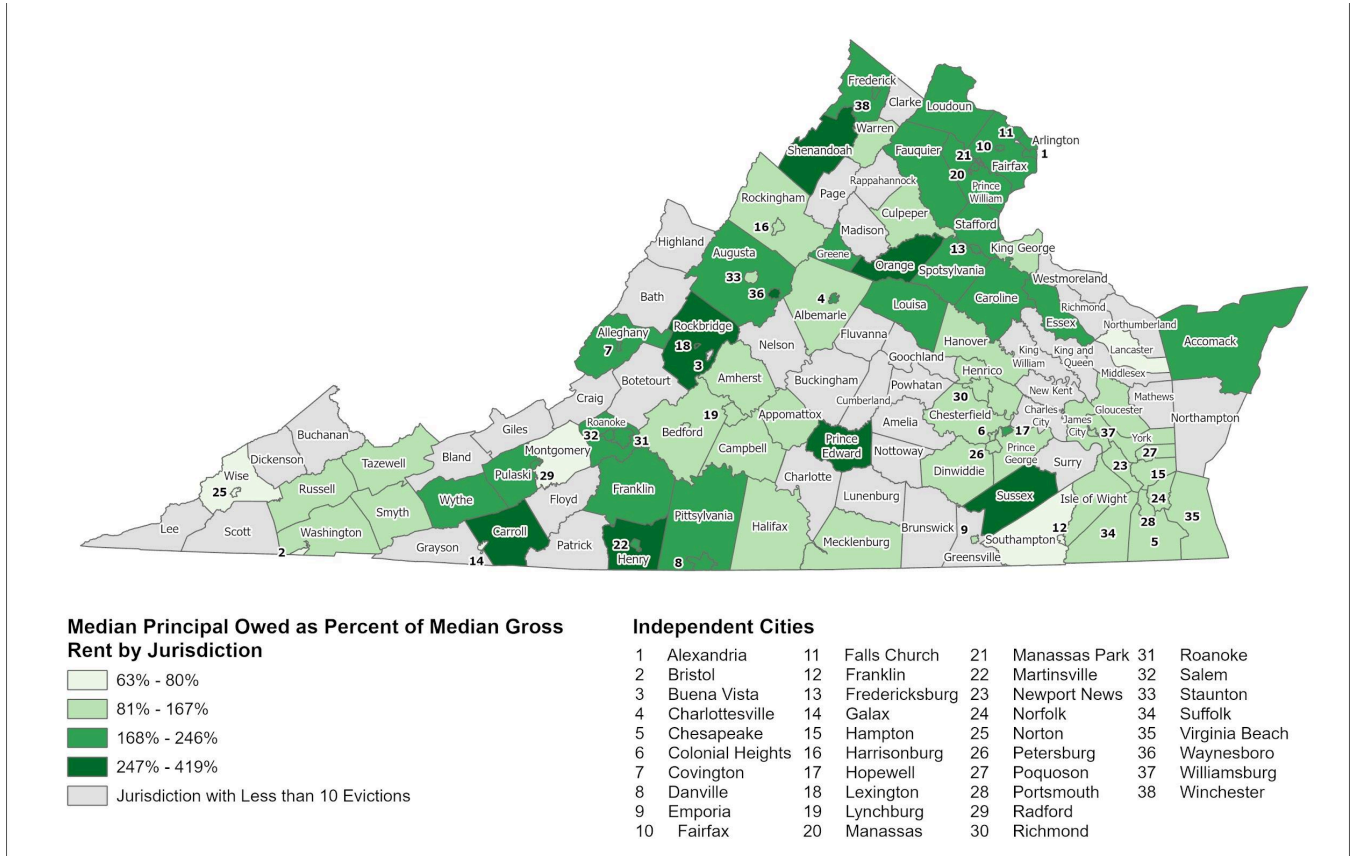 Frederick
38
Clarke
Loudoun
Warren
11
Arlington
Shenandoah
Fauquier
10
21
1
Fairfax
20
Rappahannock
Prince
William
Page
Rockingham
Culpeper
16
Madison
Stafford
Highland
Augusta
Greene
13
King George
Orange
Spotsylvania
33
Westmoreland
Bath
36
4
Louisa
Caroline
Richmond
Albemarle
Essex
Northumberland
Rockbridge
Alleghany
Fluvanna
Accomack
7
18
Nelson
Hanover
King
William
King and
Queen
Lancaster
3
Goochland
Middlesex
Botetourt
Amherst
Buckingham
Henrico
Powhatan
New Kent
Craig
30
Cumberland
Mathews
19
Appomattox
Chesterfield
Charles
City
Gloucester
Northampton
Roanoke
32
Bedford
Amelia
6
17
James
City
37
Buchanan
Giles
31
Prince
Edward
York
Montgomery
Campbell
Nottoway
26
Prince
George
27
Dickenson
Tazewell
Bland
Surry
23
Wise
Pulaski
29
Charlotte
Dinwiddie
15
25
Russell
Wythe
Franklin
Lunenburg
Sussex
Isle of Wight
24
Smyth
Floyd
Pittsylvania
Halifax
28
35
Lee
Scott
Washington
Carroll
Brunswick
9
12
34
5
Grayson
Patrick
22
Henry
Mecklenburg
Southampton
2
14
8
Greensville
Median Principal Owed as Percent of Median Gross
Rent by Jurisdiction
63% - 80%
81% - 167%
168% - 246%
247% - 419%
Jurisdiction with Less than 10 Evictions
Independent Cities
1 Alexandria 11 Falls Church 21 Manassas Park 31 Roanoke
2 Bristol 12 Franklin 22 Martinsville 32 Salem
3 Buena Vista 13 Fredericksburg 23 Newport News 33 Staunton
4 Charlottesville 14 Galax 24 Norfolk 34 Suffolk
5 Chesapeake 15 Hampton 25 Norton 35 Virginia Beach
6 Colonial Heights 16 Harrisonburg 26 Petersburg 36 Waynesboro
7 Covington 17 Hopewell 27 Poquoson 37 Williamsburg
8 Danville 18 Lexington 28 Portsmouth 38 Winchester
9 Emporia 19 Lynchburg 29 Radford
10 Fairfax 20 Manassas 30 Richmond